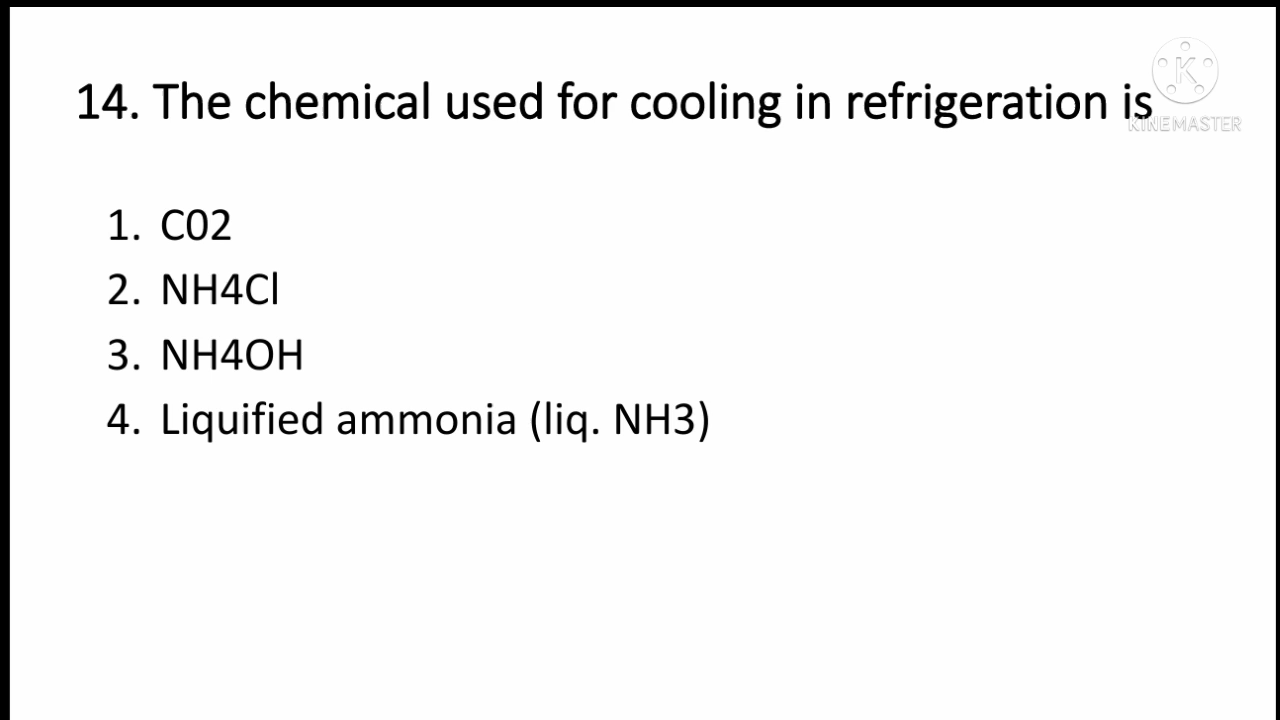 14. The chemical used for cooling in refrigeration is
K
KINEMASTER
1. C02
2. NH4Cl
3. NH4OH
4. Liquified ammonia (liq. NH3)